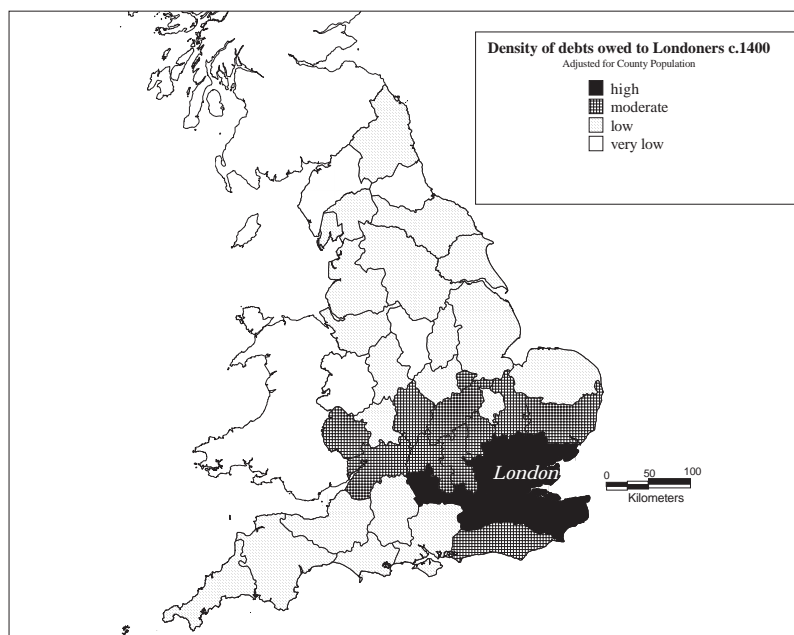 Density of debts owed to Londoners c.1400
Adjusted for County Population
high
moderate
low
very low
London
0 50 100
Kilometers